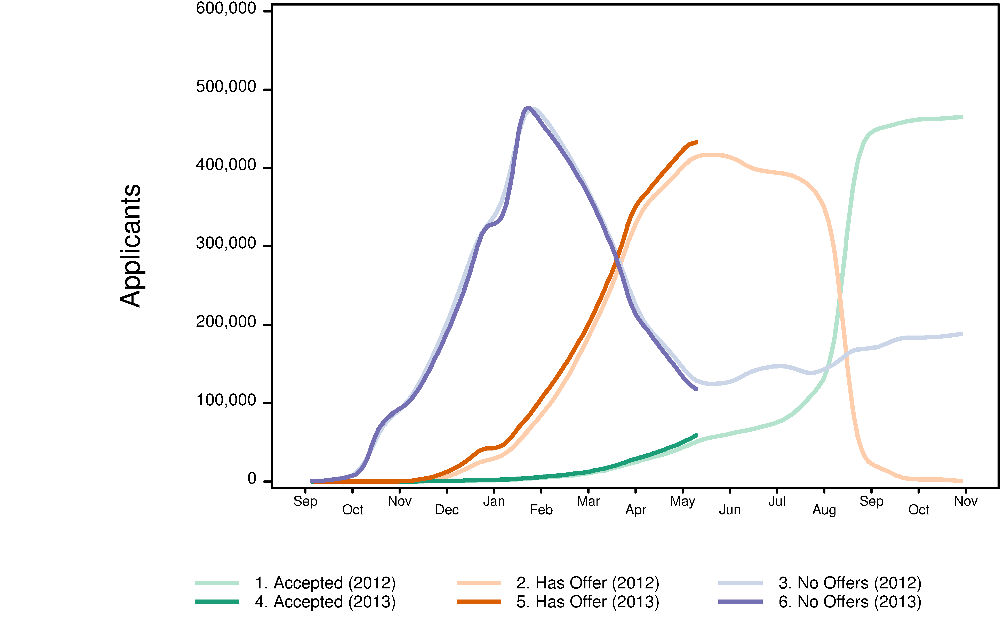 600,000
500,000
400,000
300,000
200,000
100,000
0
Applicants
Sep Oct Nov Dec Jan Feb Mar Apr May Jun Jul Aug Sep Oct Nov
1. Accepted (2012) 2. Has Offer (2012) 3. No Offers (2012)
4. Accepted (2013) 5. Has Offer (2013) 6. No Offers (2013)